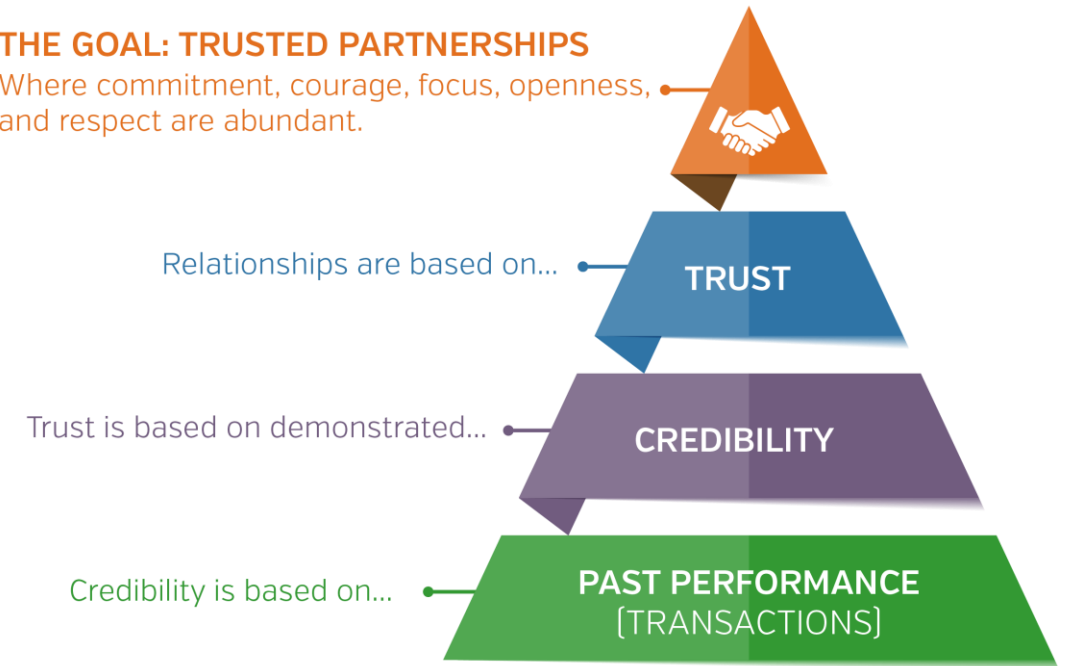 THE GOAL: TRUSTED PARTNERSHIPS
Where commitment, courage, focus, openness,
and respect are abundant.
Relationships are based on...
TRUST
Trust is based on demonstrated...
CREDIBILITY
Credibility is based on...
PAST PERFORMANCE
(TRANSACTIONS)